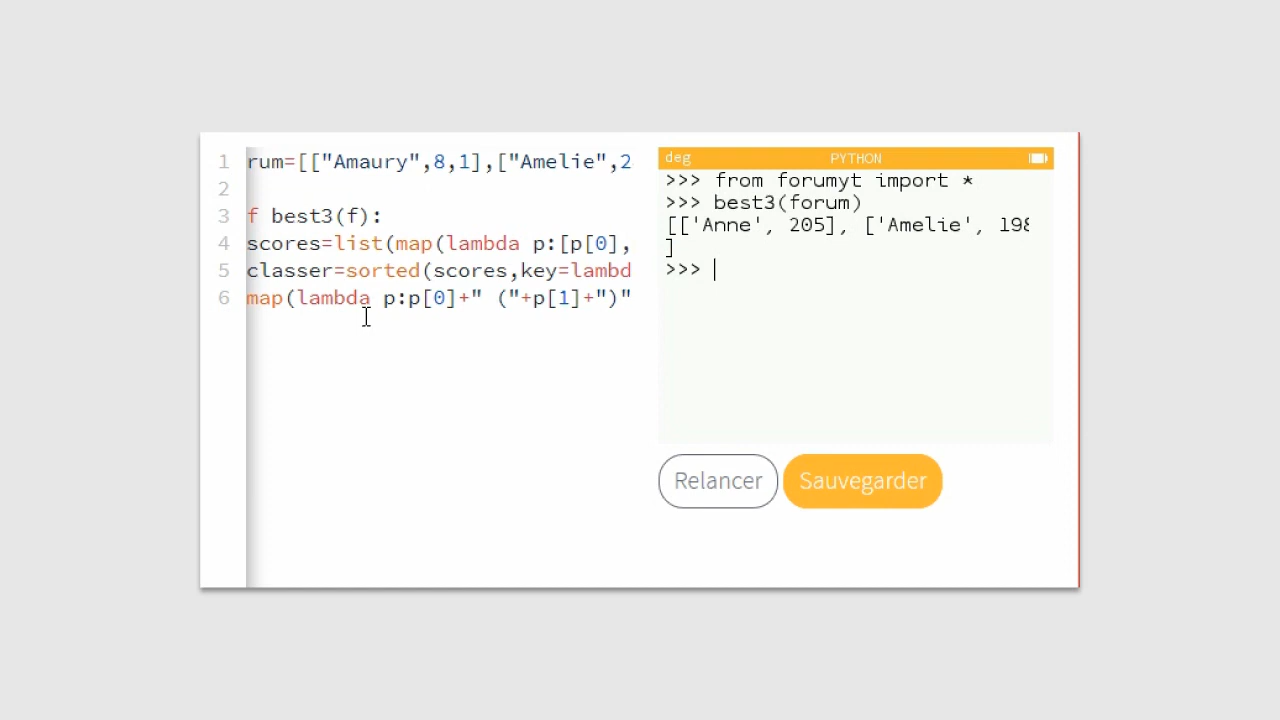 1 rum=[["Amaury",8,1],["Amelie",2
2
3 f best3(f):
4 scores=list(map(lambda p:[p[0],
5 classer=sorted(scores,key=lambd
6 map(lambda p:p[0]+" ("+p[1]+")"
deg PYTHON
>>> from forumyt import *
>>> best3(forum)
[['Anne', 205], ['Amelie', 198
]
>>>
Relancer Sauvegarder